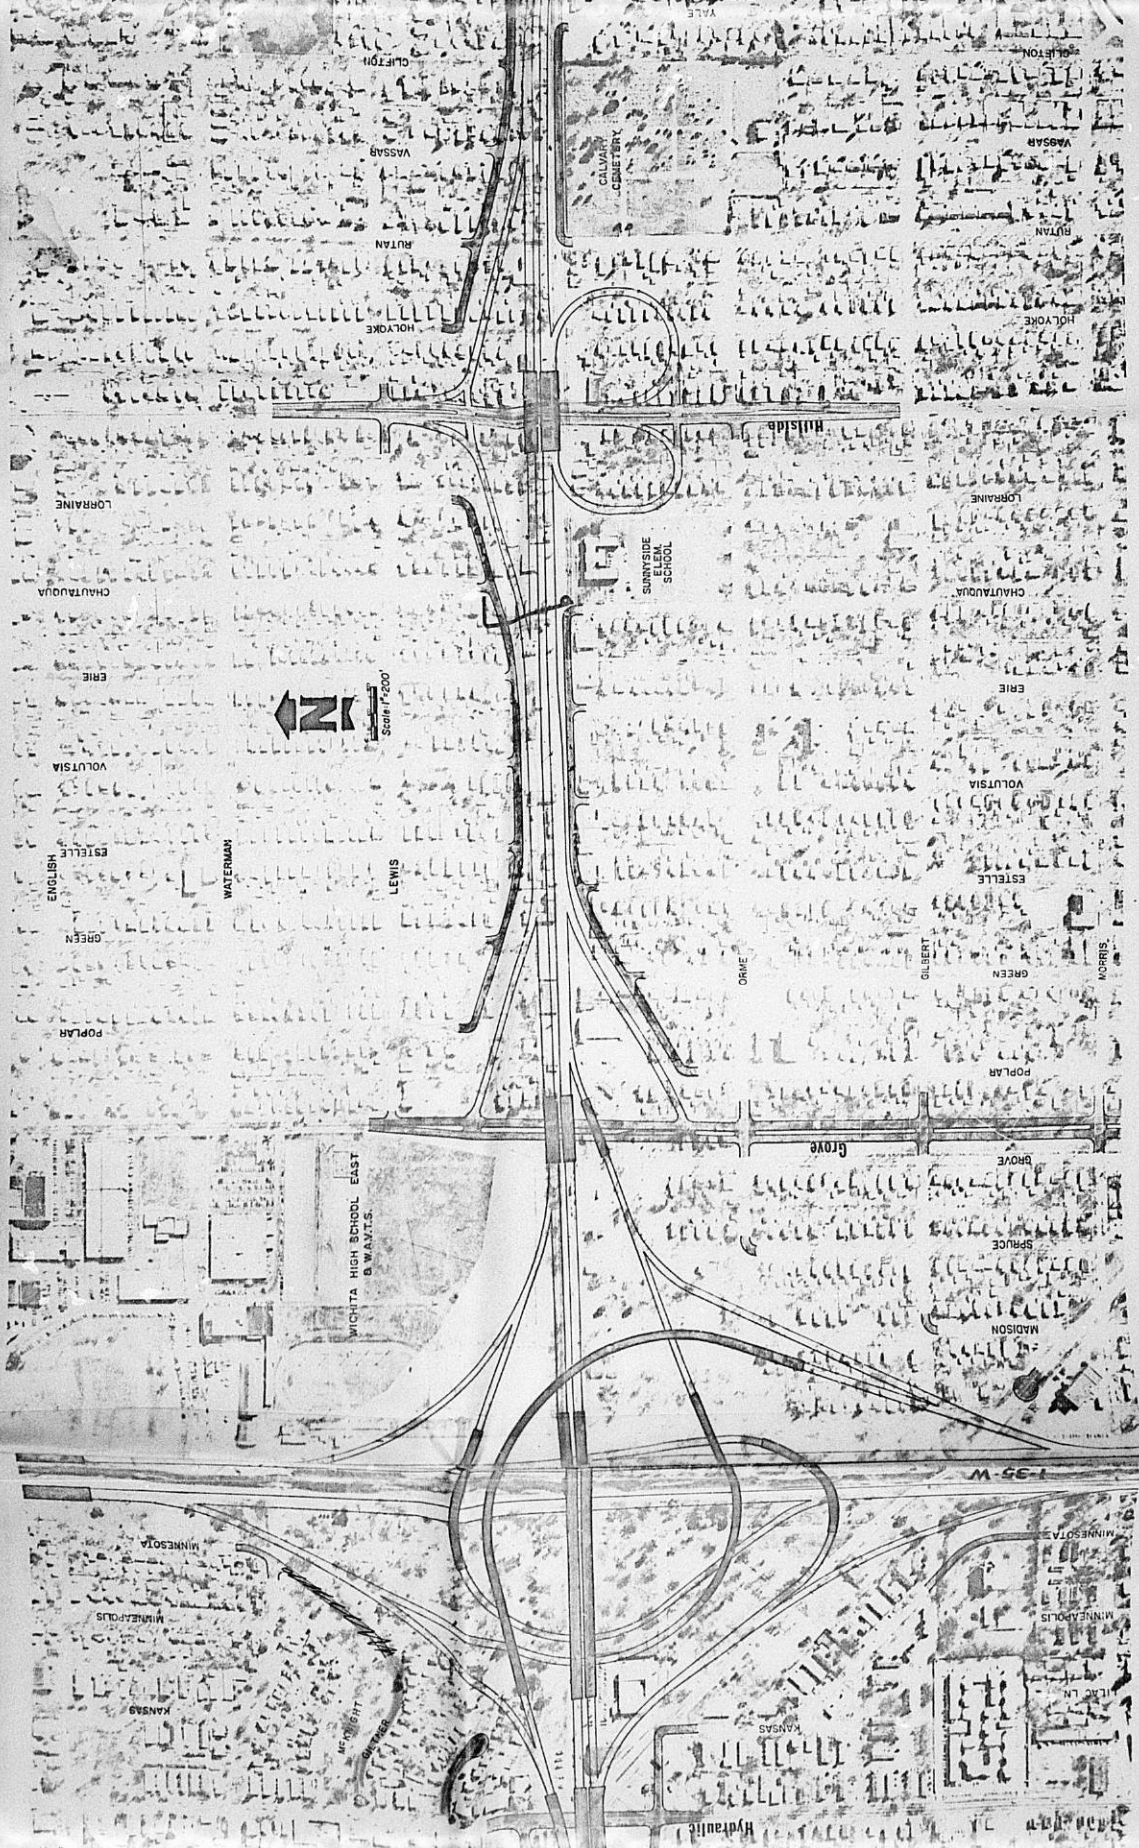 YALE
CLIFTON
CLIFTON
VASSAR
VASSAR
CALVARY
CEMETERY
RUTAN
RUTAN
HOLYOKE
HOLYOKE
Hillside
LORRAINE
LORRAINE
SUNNYSIDE
ELEM.
SCHOOL
CHAUTAUQUA
CHAUTAUQUA
ERIE
ERIE
N
Scale: 1"=200'
VOLUTSIA
VOLUTSIA
ESTELLE
ESTELLE
ENGLISH
WATERMAN
LEWIS
GREEN
GREEN
ORME
GILBERT
MORRIS
POPLAR
POPLAR
Grove
GROVE
WICHITA HIGH SCHOOL EAST
& W.A.V.T.S.
SPRUCE
MADISON
I-35-W
MINNESOTA
MINNESOTA
MINNEAPOLIS
MINNEAPOLIS
KANSAS
KANSAS
LILAC LN
McKNIGHT
Hydraulic